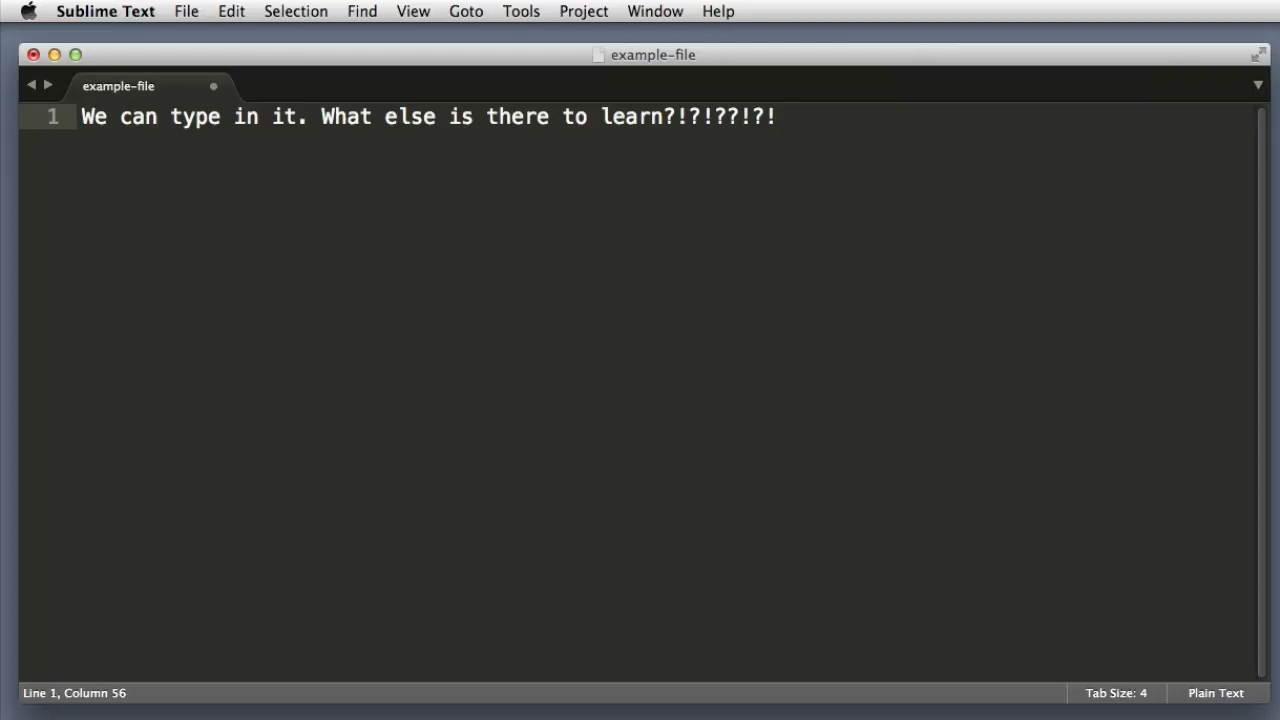 Sublime Text File Edit Selection Find View Goto Tools Project Window Help
example-file
example-file
1 We can type in it. What else is there to learn?!?!??!?!
Line 1, Column 56 Tab Size: 4 Plain Text